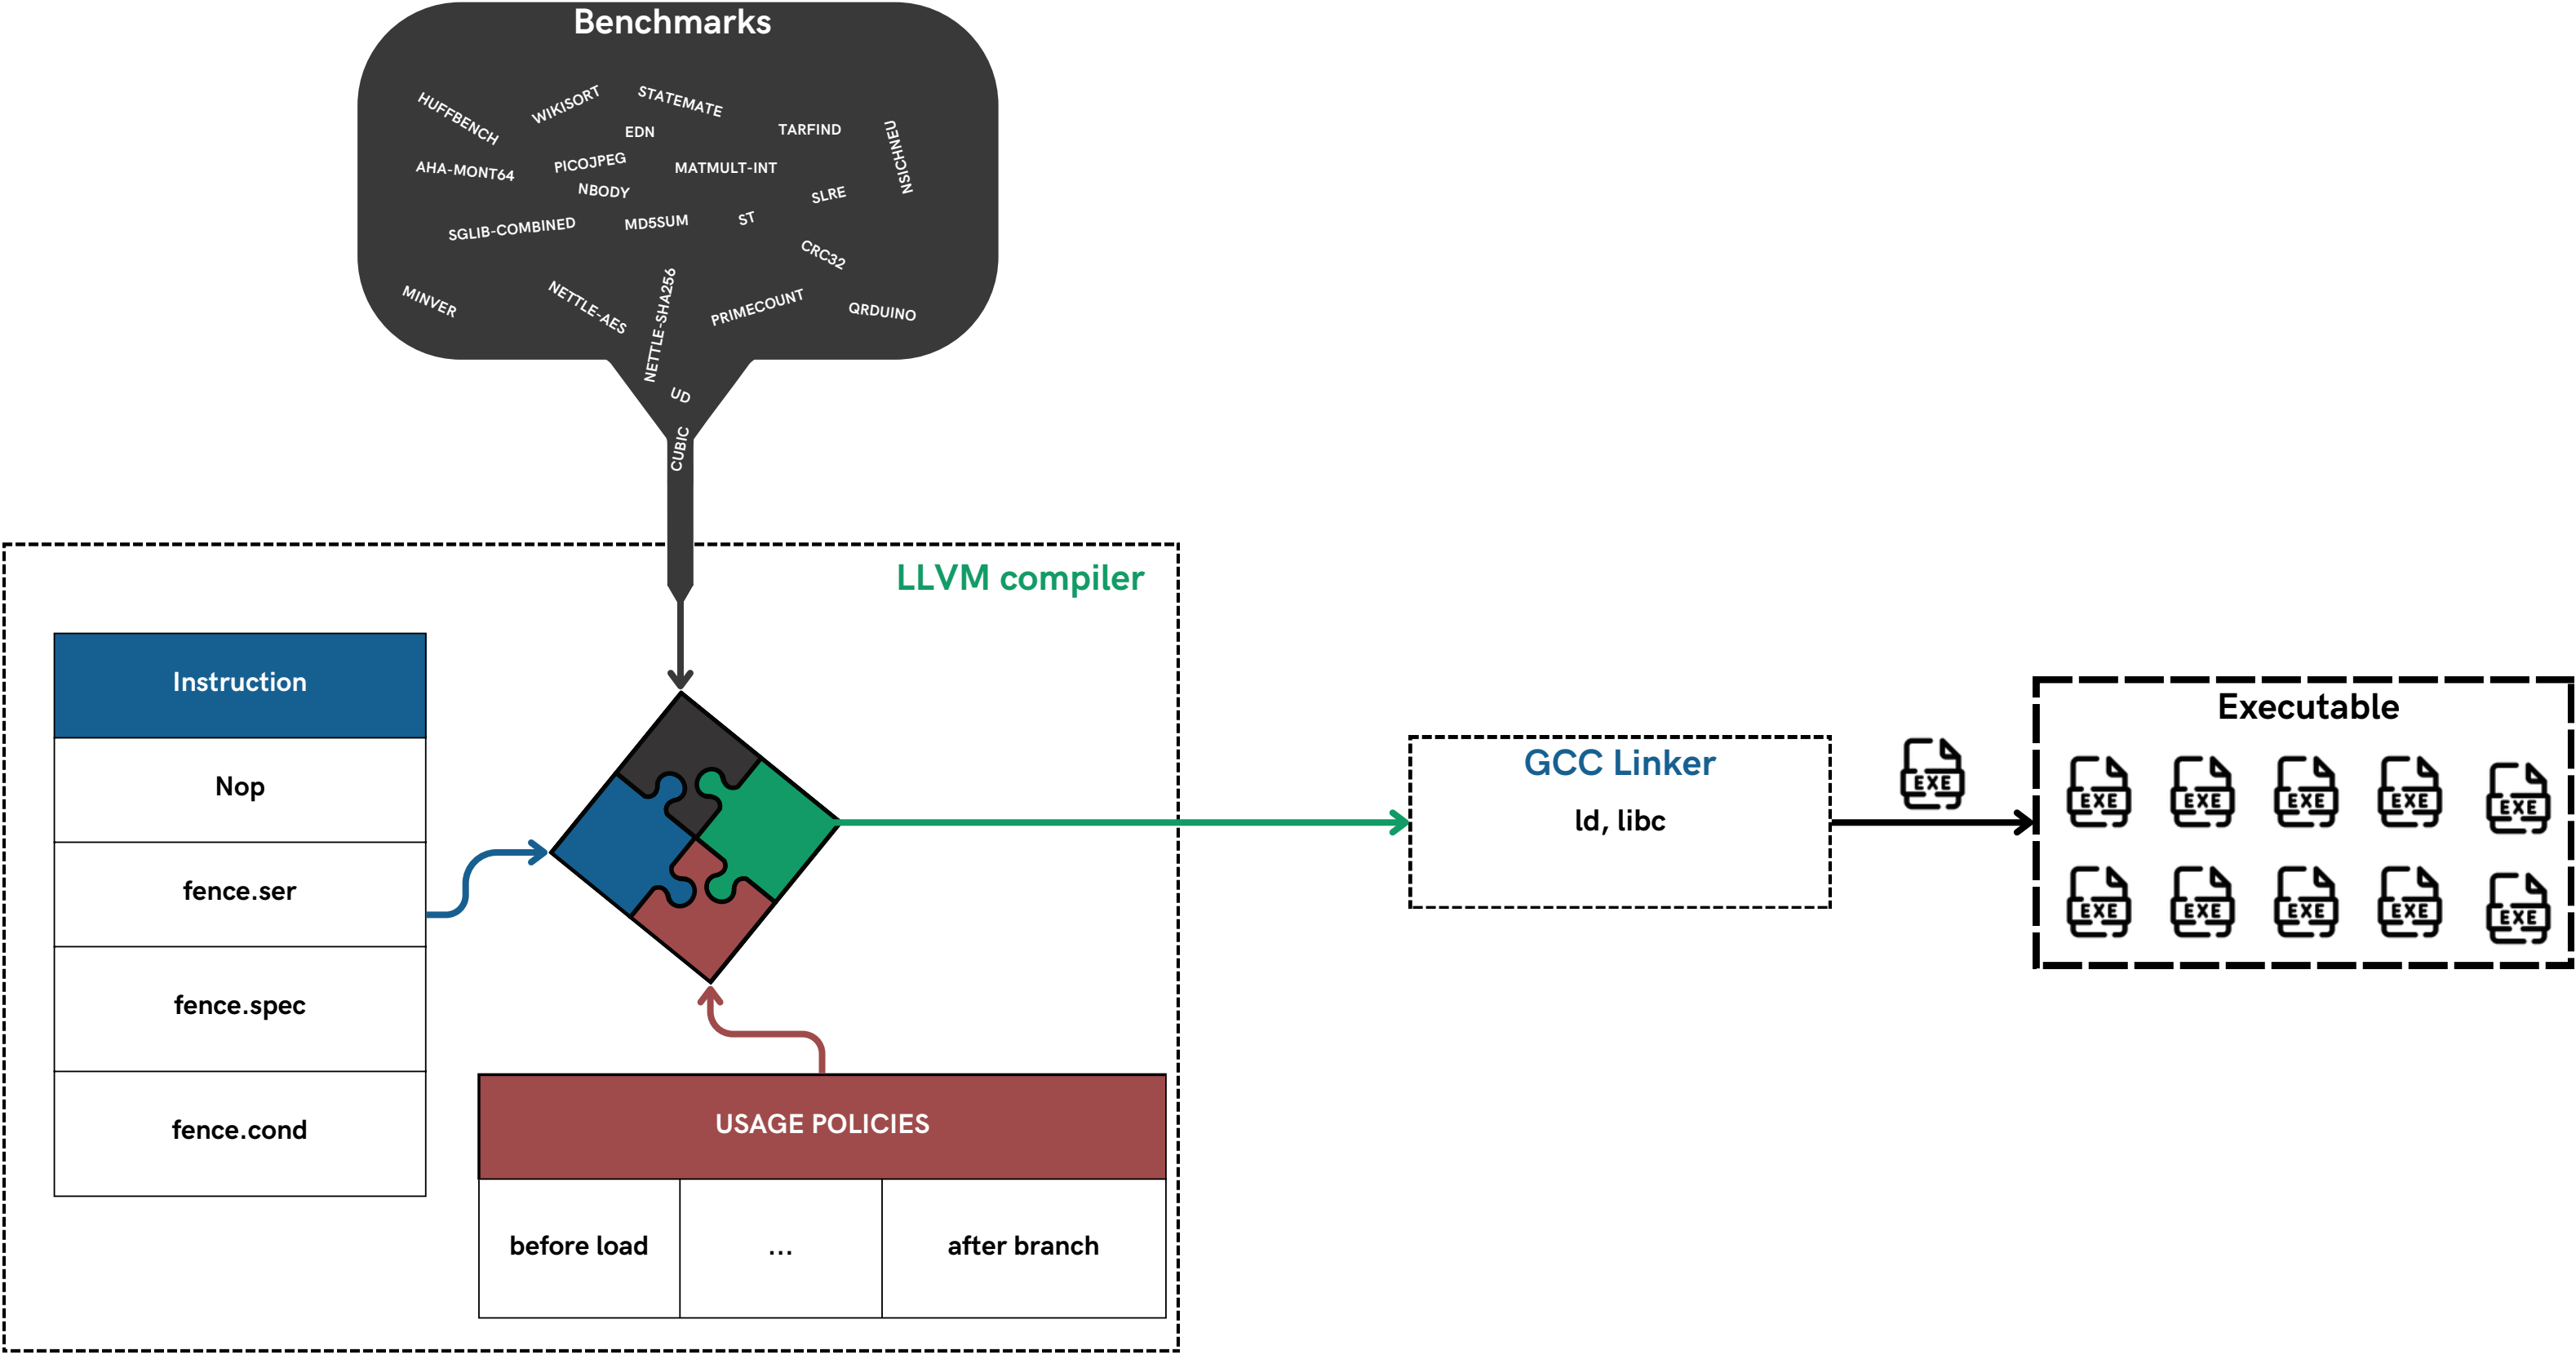 Benchmarks
HUFFBENCH
WIKISORT
STATEMATE
EDN
TARFIND
NSICHNEU
AHA-MONT64
PICOJPEG
MATMULT-INT
NBODY
SLRE
SGLIB-COMBINED
MD5SUM
ST
CRC32
MINVER
NETTLE-AES
NETTLE-SHA256
PRIMECOUNT
QRDUINO
UD
CUBIC
LLVM compiler
Instruction
Nop
fence.ser
fence.spec
fence.cond
USAGE POLICIES
before load
...
after branch
GCC Linker
ld, libc
EXE
Executable
EXE
EXE
EXE
EXE
EXE
EXE
EXE
EXE
EXE
EXE